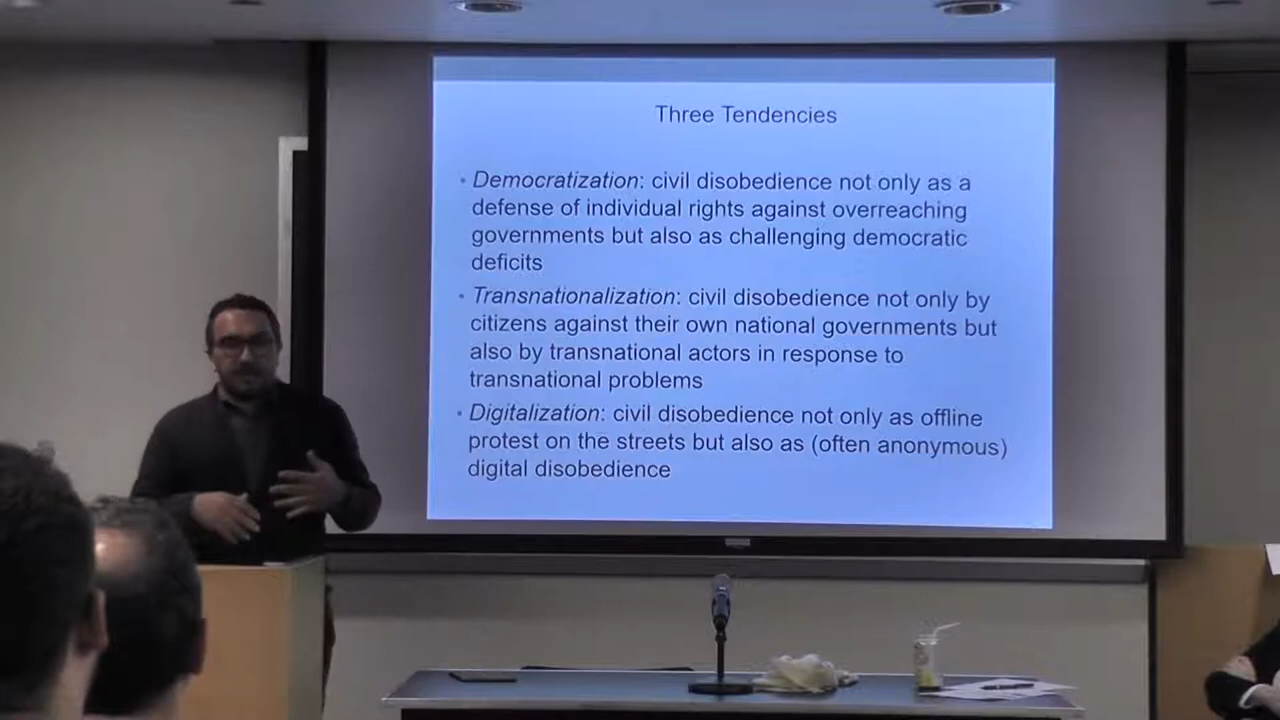 Three Tendencies
• Democratization: civil disobedience not only as a
defense of individual rights against overreaching
governments but also as challenging democratic
deficits
• Transnationalization: civil disobedience not only by
citizens against their own national governments but
also by transnational actors in response to
transnational problems
• Digitalization: civil disobedience not only as offline
protest on the streets but also as (often anonymous)
digital disobedience